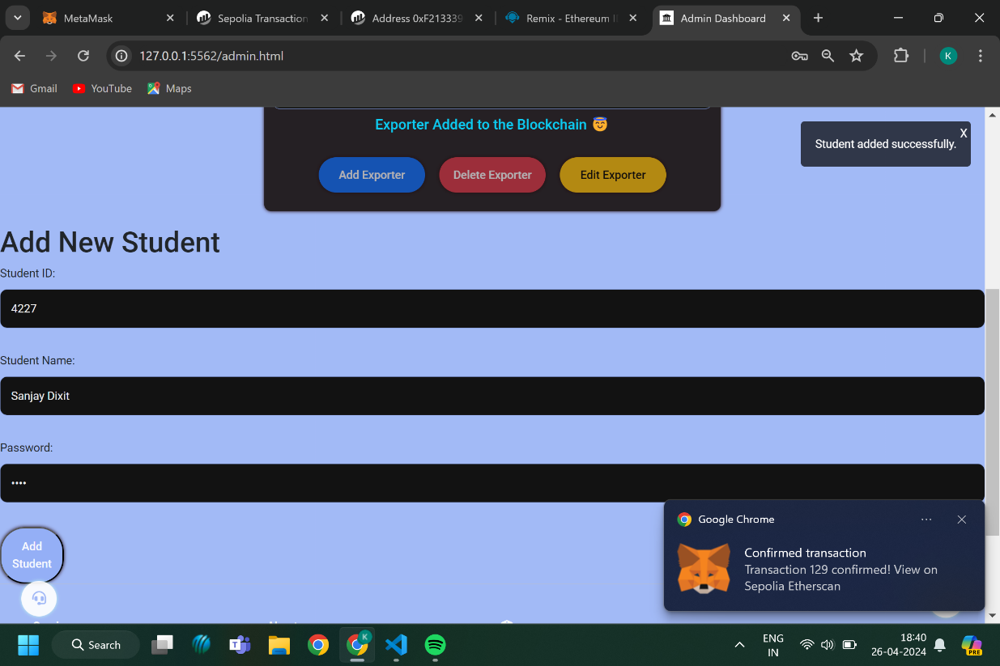 MetaMask
Sepolia Transaction
Address 0xF213339
Remix - Ethereum I
Admin Dashboard
127.0.0.1:5562/admin.html
K
Gmail
YouTube
Maps
Exporter Added to the Blockchain 😇
X
Student added successfully.
Add Exporter
Delete Exporter
Edit Exporter
Add New Student
Student ID:
4227
Student Name:
Sanjay Dixit
Password:
••••
Google Chrome
Confirmed transaction
Transaction 129 confirmed! View on
Sepolia Etherscan
Add
Student
Search
K
ENG
IN
18:40
26-04-2024
PRE